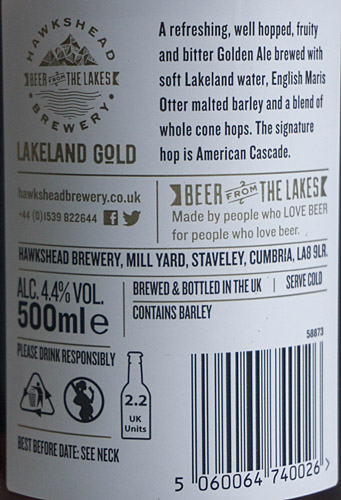 HAWKSHEAD
BEER FROM THE LAKES
BREWERY
LAKELAND GOLD
A refreshing, well hopped, fruity
and bitter Golden Ale brewed with
soft Lakeland water, English Maris
Otter malted barley and a blend of
whole cone hops. The signature
hop is American Cascade.
hawksheadbrewery.co.uk
+44 (0)1539 822644
BEER FROM THE LAKES
Made by people who LOVE BEER
for people who love beer.
HAWKSHEAD BREWERY, MILL YARD, STAVELEY, CUMBRIA, LA8 9LR.
ALC. 4.4% VOL.
500ml e
BREWED & BOTTLED IN THE UK
SERVE COLD
CONTAINS BARLEY
58873
PLEASE DRINK RESPONSIBLY
2.2
UK
Units
BEST BEFORE DATE: SEE NECK
5 060064 740026 >